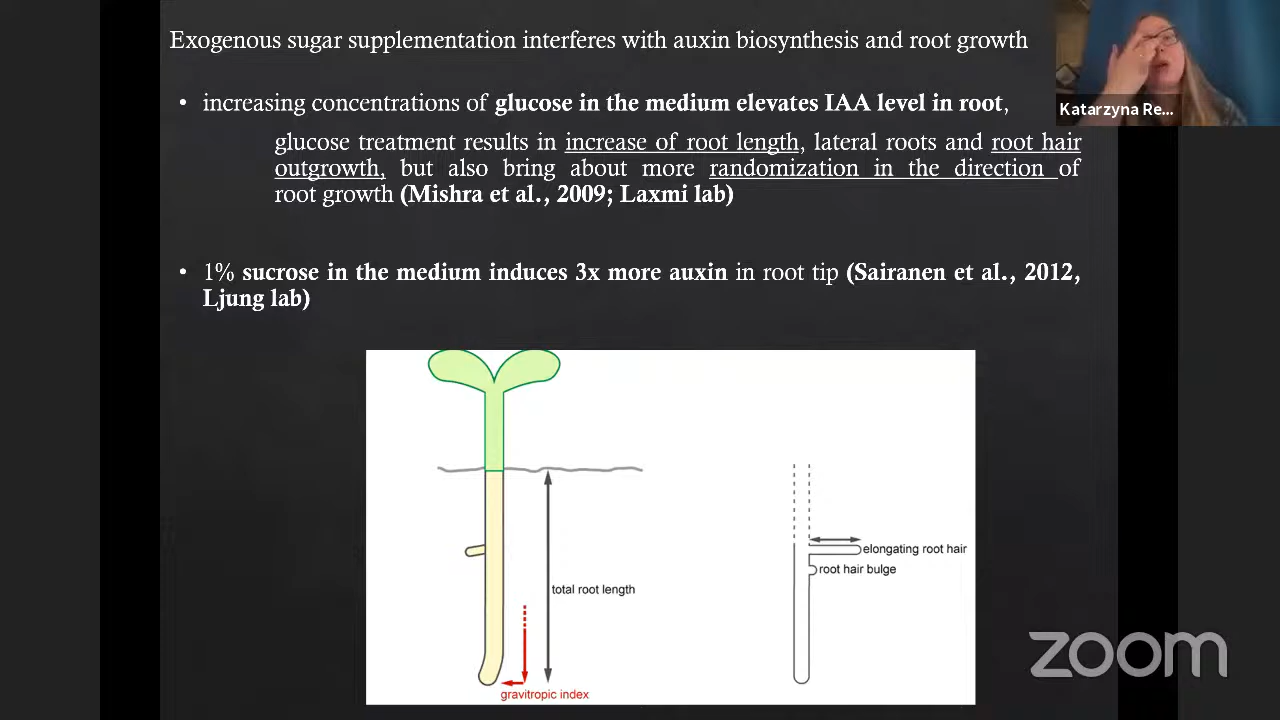 Exogenous sugar supplementation interferes with auxin biosynthesis and root growth
Katarzyna Re...
• increasing concentrations of glucose in the medium elevates IAA level in root,
glucose treatment results in increase of root length, lateral roots and root hair
outgrowth, but also bring about more randomization in the direction of
root growth (Mishra et al., 2009; Laxmi lab)
• 1% sucrose in the medium induces 3x more auxin in root tip (Sairanen et al., 2012,
Ljung lab)
elongating root hair
root hair bulge
total root length
gravitropic index
zoom